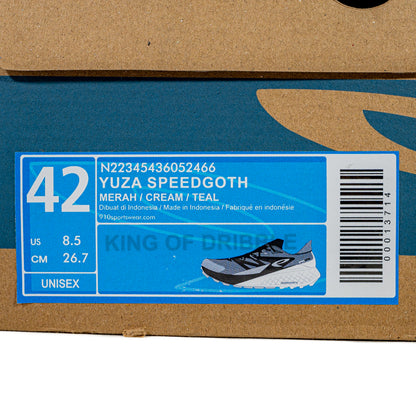 42
US 8.5
CM 26.7
UNISEX
N22345436052466
YUZA SPEEDGOTH
MERAH / CREAM / TEAL
Dibuat di Indonesia / Made in Indonesia / Fabriqué en indonésie
910sportswear.com
KING OF DRIBBLE
00013714